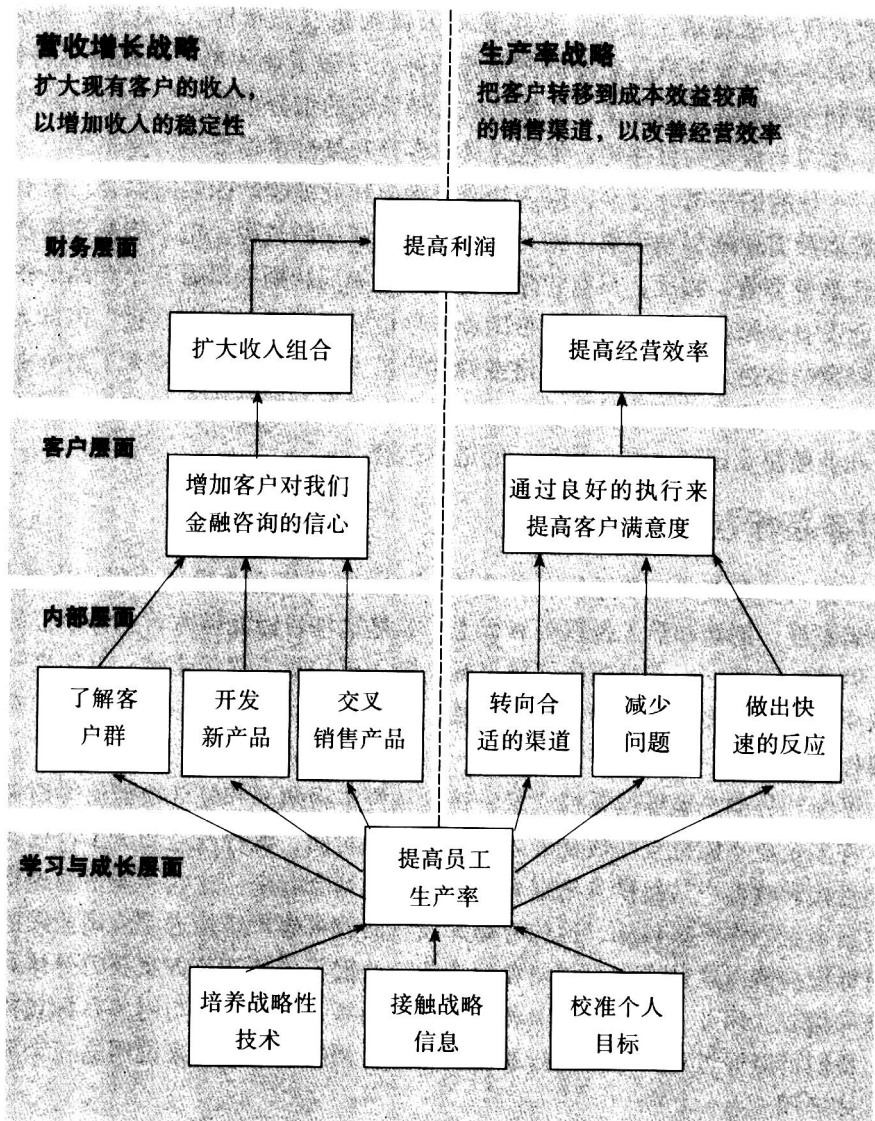 营收增长战略
扩大现有客户的收入，
以增加收入的稳定性
生产率战略
把客户转移到成本效益较高
的销售渠道，以改善经营效率
财务层面
提高利润
扩大收入组合
提高经营效率
客户层面
增加客户对我们
金融咨询的信心
通过良好的执行来
提高客户满意度
内部层面
了解客
户群
开发
新产品
交叉
销售产品
转向合
适的渠道
减少
问题
做出快
速的反应
学习与成长层面
提高员工
生产率
培养战略性
技术
接触战略
信息
校准个人
目标